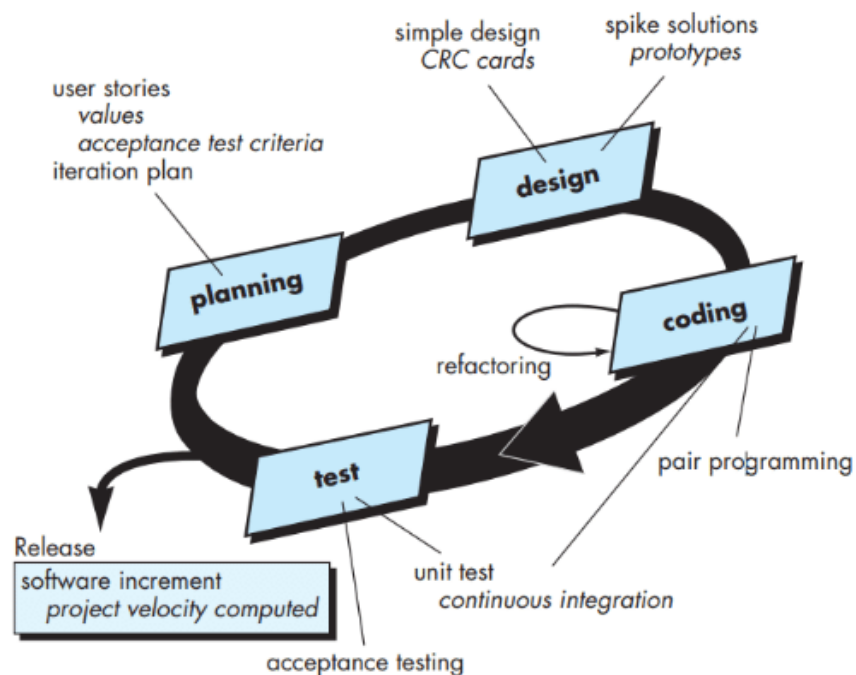 simple design
CRC cards
spike solutions
prototypes
user stories
values
acceptance test criteria
iteration plan
design
planning
coding
refactoring
test
pair programming
Release
software increment
project velocity computed
unit test
continuous integration
acceptance testing